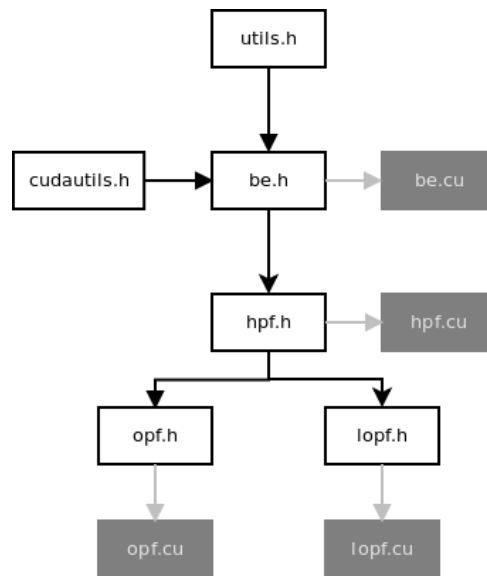 utils.h
cudautils.h
be.h
be.cu
hpf.h
hpf.cu
opf.h
lopf.h
opf.cu
lopf.cu